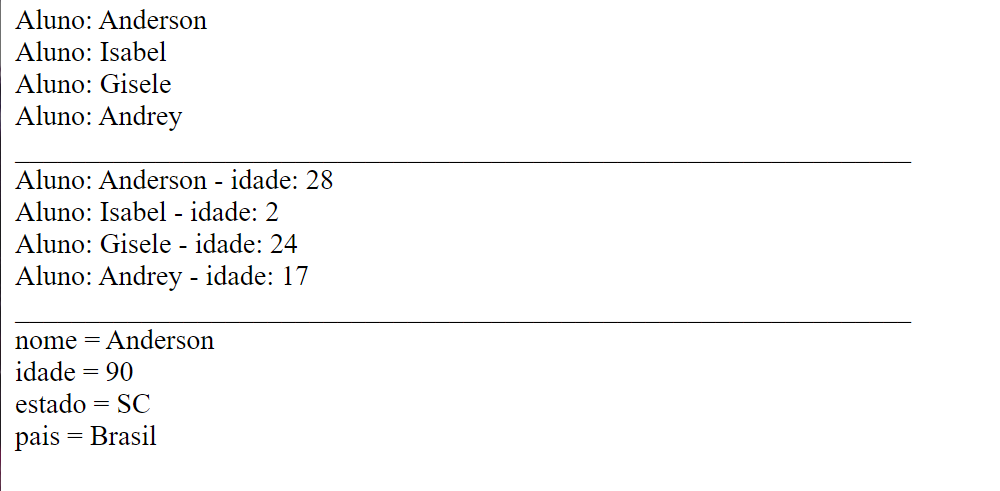 Aluno: Anderson
Aluno: Isabel
Aluno: Gisele
Aluno: Andrey
Aluno: Anderson - idade: 28
Aluno: Isabel - idade: 2
Aluno: Gisele - idade: 24
Aluno: Andrey - idade: 17
nome = Anderson
idade = 90
estado = SC
pais = Brasil